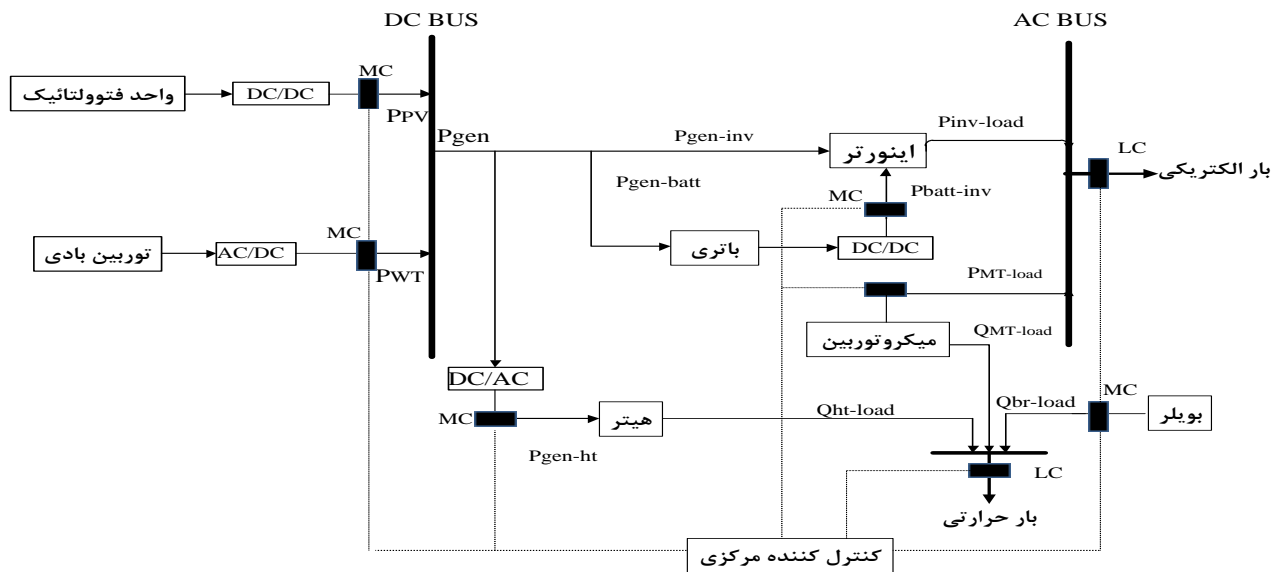 DC BUS
AC BUS
واحد فتوولتائیک
DC/DC
MC
PPV
Pgen
Pgen-inv
اینورتر
Pinv-load
LC
بار الکتریکی
Pgen-batt
MC
Pbatt-inv
توربین بادی
AC/DC
MC
PWT
باتری
DC/DC
PMT-load
میکروتوربین
QMT-load
DC/AC
MC
Pgen-ht
هیتر
Qht-load
Qbr-load
MC
بویلر
LC
بار حرارتی
کنترل کننده مرکزی